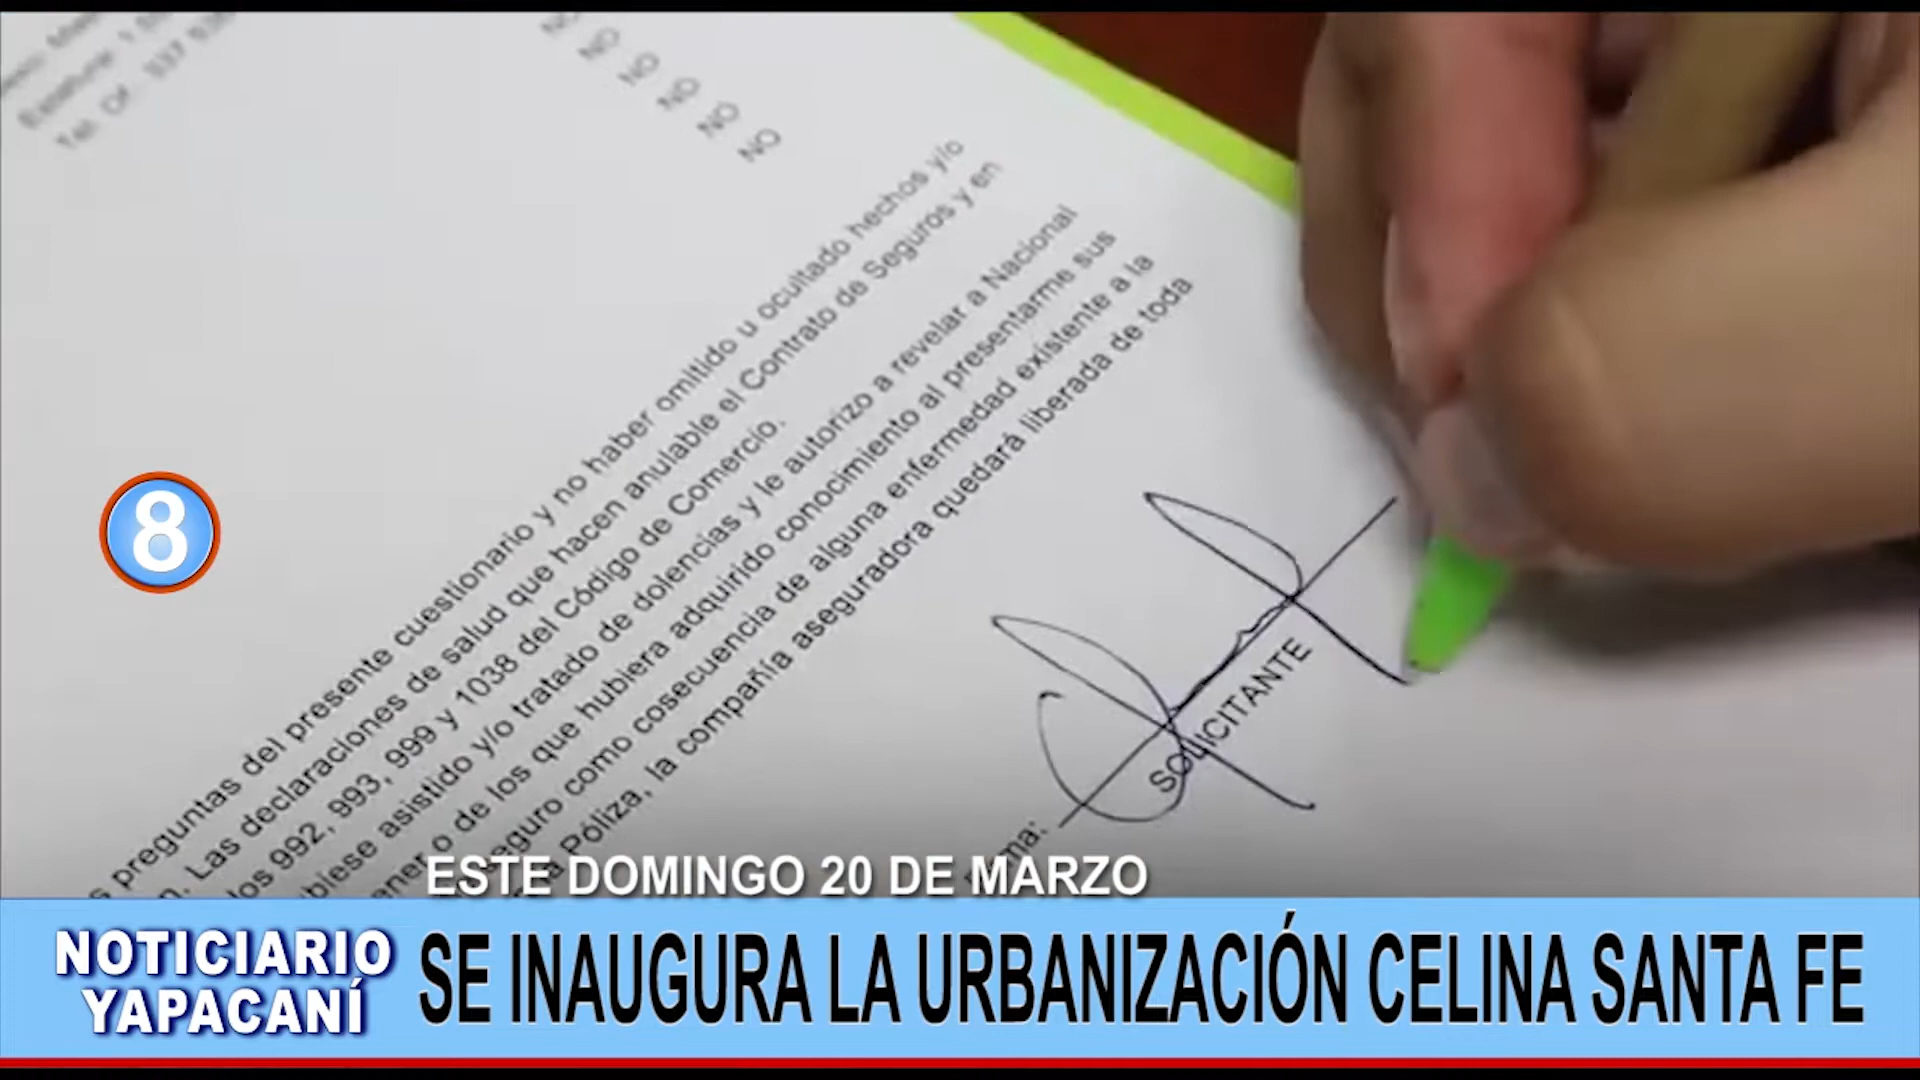 NO
NO
NO
NO
NO
NO
preguntas del presente cuestionario y no haber omitido u ocultado hechos y/o
Las declaraciones de salud que hacen anulable el Contrato de Seguros y en
los 992, 993, 999 y 1038 del Código de Comercio.
asistido y/o tratado de dolencias y le autorizo a revelar a Nacional
o de los que hubiera adquirido conocimiento al presentarme sus
seguro como cosecuencia de alguna enfermedad existente a la
Póliza, la compañía aseguradora quedará liberada de toda
SOLICITANTE
8
ESTE DOMINGO 20 DE MARZO
NOTICIARIO
YAPACANÍ
SE INAUGURA LA URBANIZACIÓN CELINA SANTA FE